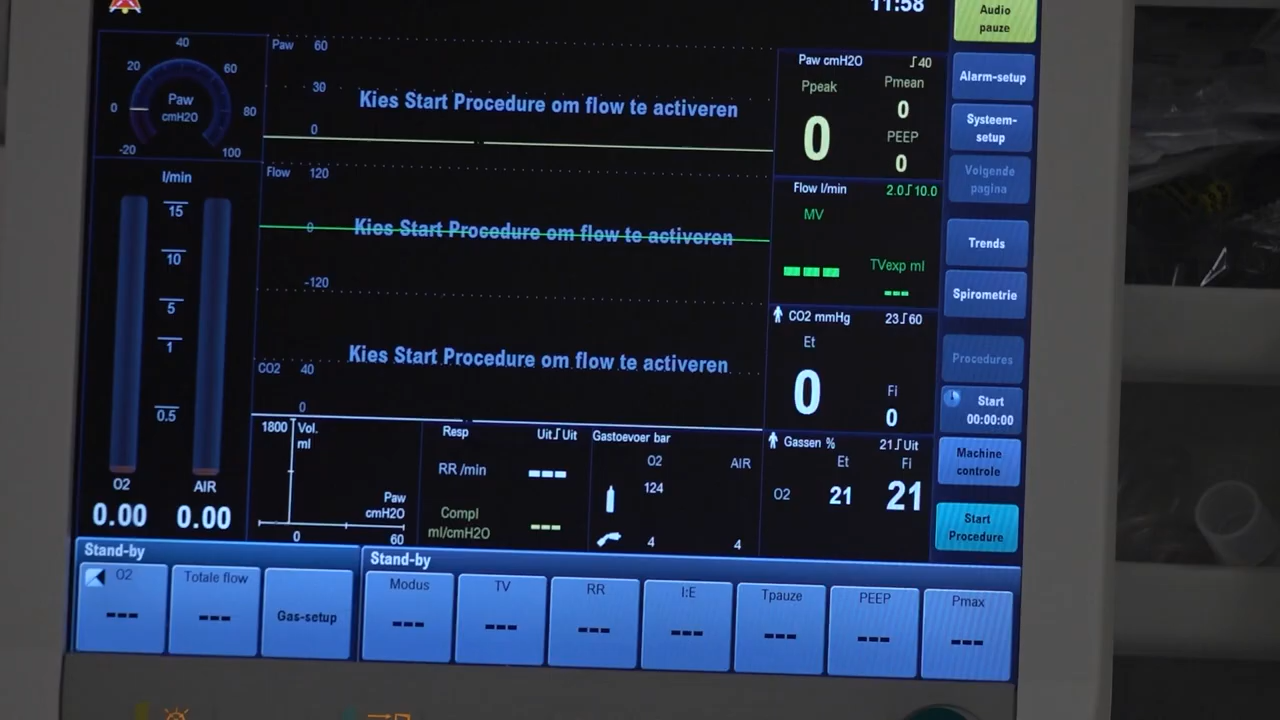 11:58
Audio
pauze
Paw 60
30
0
Kies Start Procedure om flow te activeren
40
20 60
0 80
-20 100
Paw
cmH2O
Paw cmH2O 40
Ppeak Pmean
0 0
PEEP
0
Alarm-setup
Systeem-
setup
Volgende
pagina
l/min
15
10
5
1
0.5
O2 AIR
0.00 0.00
Flow 120
0
-120
Kies Start Procedure om flow te activeren
Flow l/min 2.0 10.0
MV
--- TVexp ml
---
Trends
Spirometrie
Kies Start Procedure om flow te activeren
CO2 40
0
CO2 mmHg 23 60
Et
0 Fi
0
Procedures
Start
00:00:00
1800 Vol.
ml
Paw
cmH2O
0 60
Resp Uit Uit
RR /min ---
Compl
ml/cmH2O ---
Gastoevoer bar
O2 AIR
124
4 4
Gassen % 21 Uit
Et Fi
O2 21 21
Machine
controle
Start
Procedure
Stand-by
O2
---
Totale flow
---
Gas-setup
Stand-by
Modus
---
TV
---
RR
---
I:E
---
Tpauze
---
PEEP
---
Pmax
---